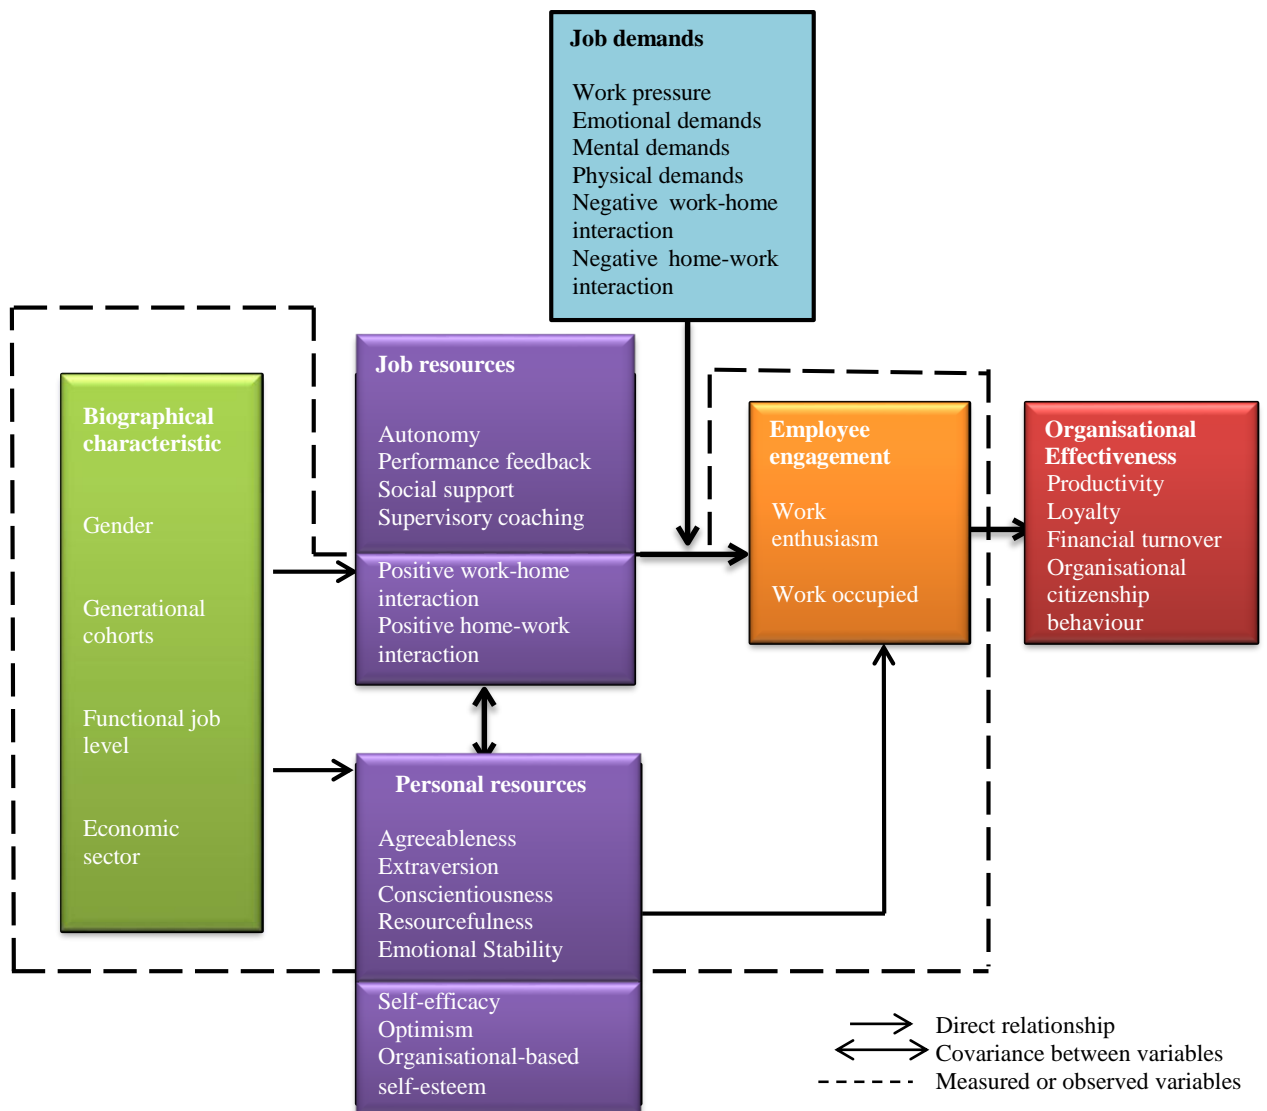 Job demands
Work pressure
Emotional demands
Mental demands
Physical demands
Negative work-home
interaction
Negative home-work
interaction
Biographical
characteristic
Gender
Generational
cohorts
Functional job
level
Economic
sector
Job resources
Autonomy
Performance feedback
Social support
Supervisory coaching
Positive work-home
interaction
Positive home-work
interaction
Personal resources
Agreeableness
Extraversion
Conscientiousness
Resourcefulness
Emotional Stability
Self-efficacy
Optimism
Organisational-based
self-esteem
Employee
engagement
Work
enthusiasm
Work occupied
Organisational
Effectiveness
Productivity
Loyalty
Financial turnover
Organisational
citizenship
behaviour
Direct relationship
Covariance between variables
Measured or observed variables